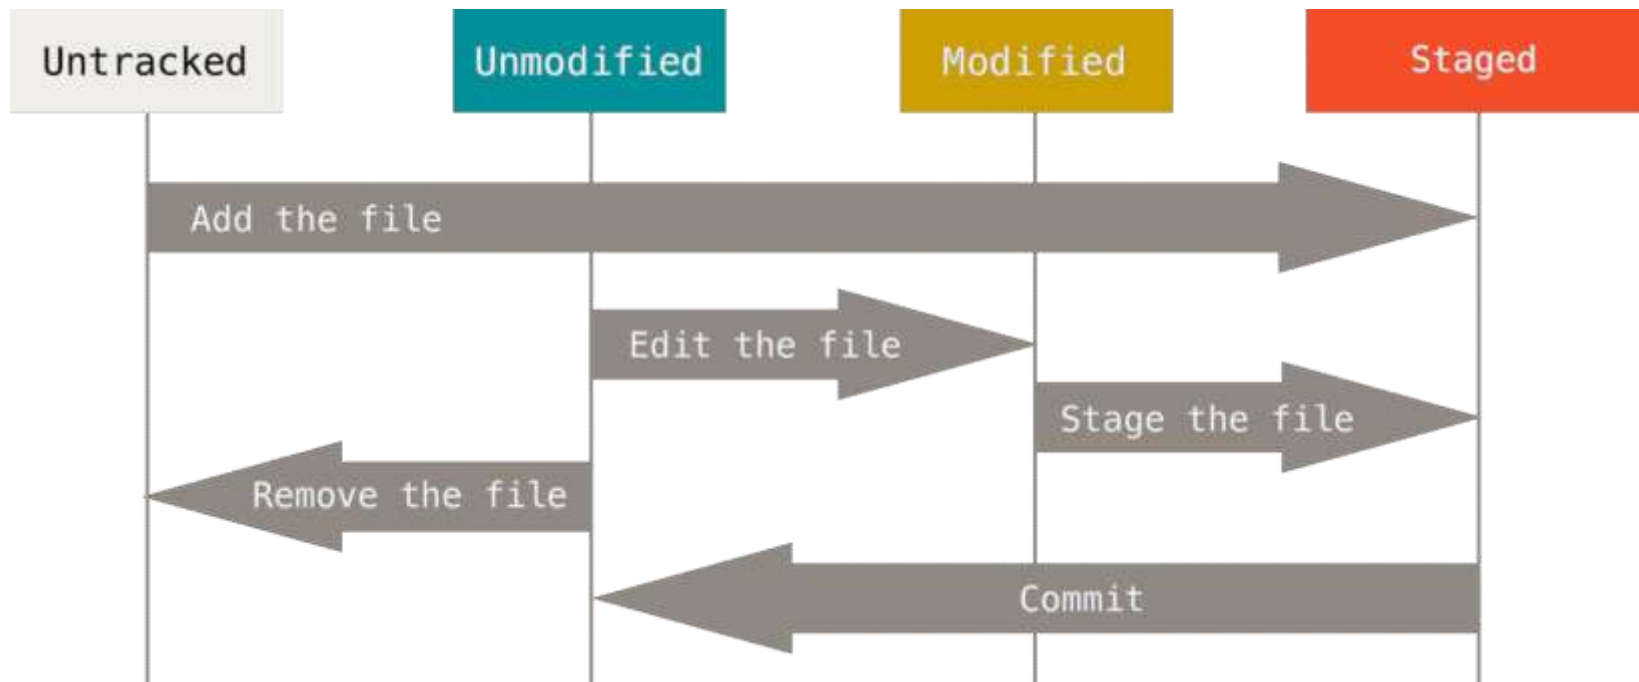 Untracked
Unmodified
Modified
Staged
Add the file
Edit the file
Stage the file
Remove the file
Commit